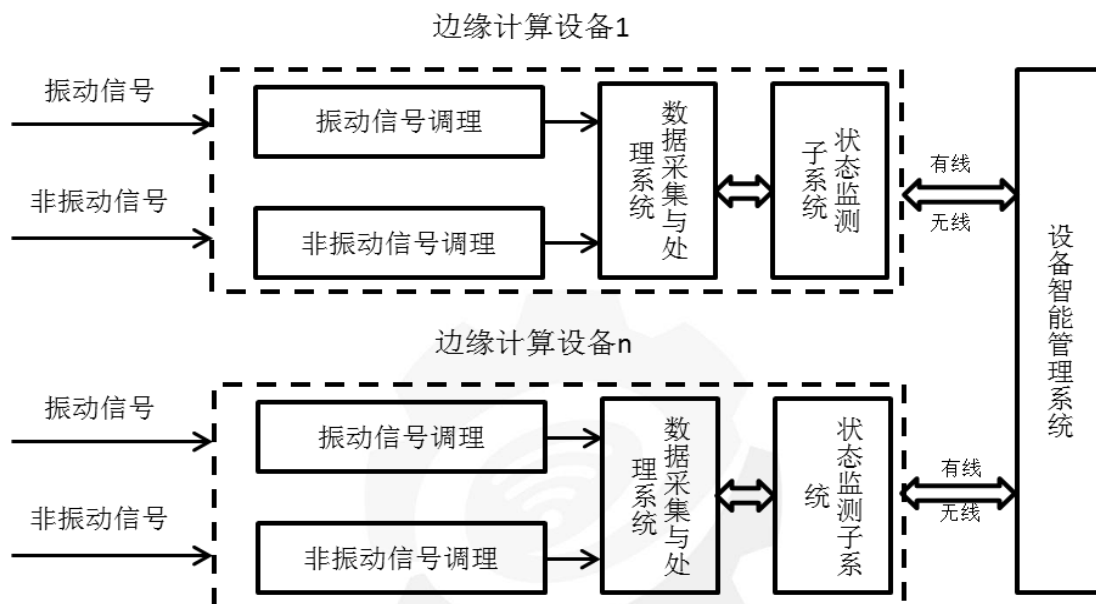 边缘计算设备1
振动信号
非振动信号
振动信号调理
非振动信号调理
数据采集与处
理系统
状态监测
子系统
有线
无线
设备智能管理系统
边缘计算设备n
振动信号
非振动信号
振动信号调理
非振动信号调理
数据采集与处
理系统
状态监测子系
统
有线
无线